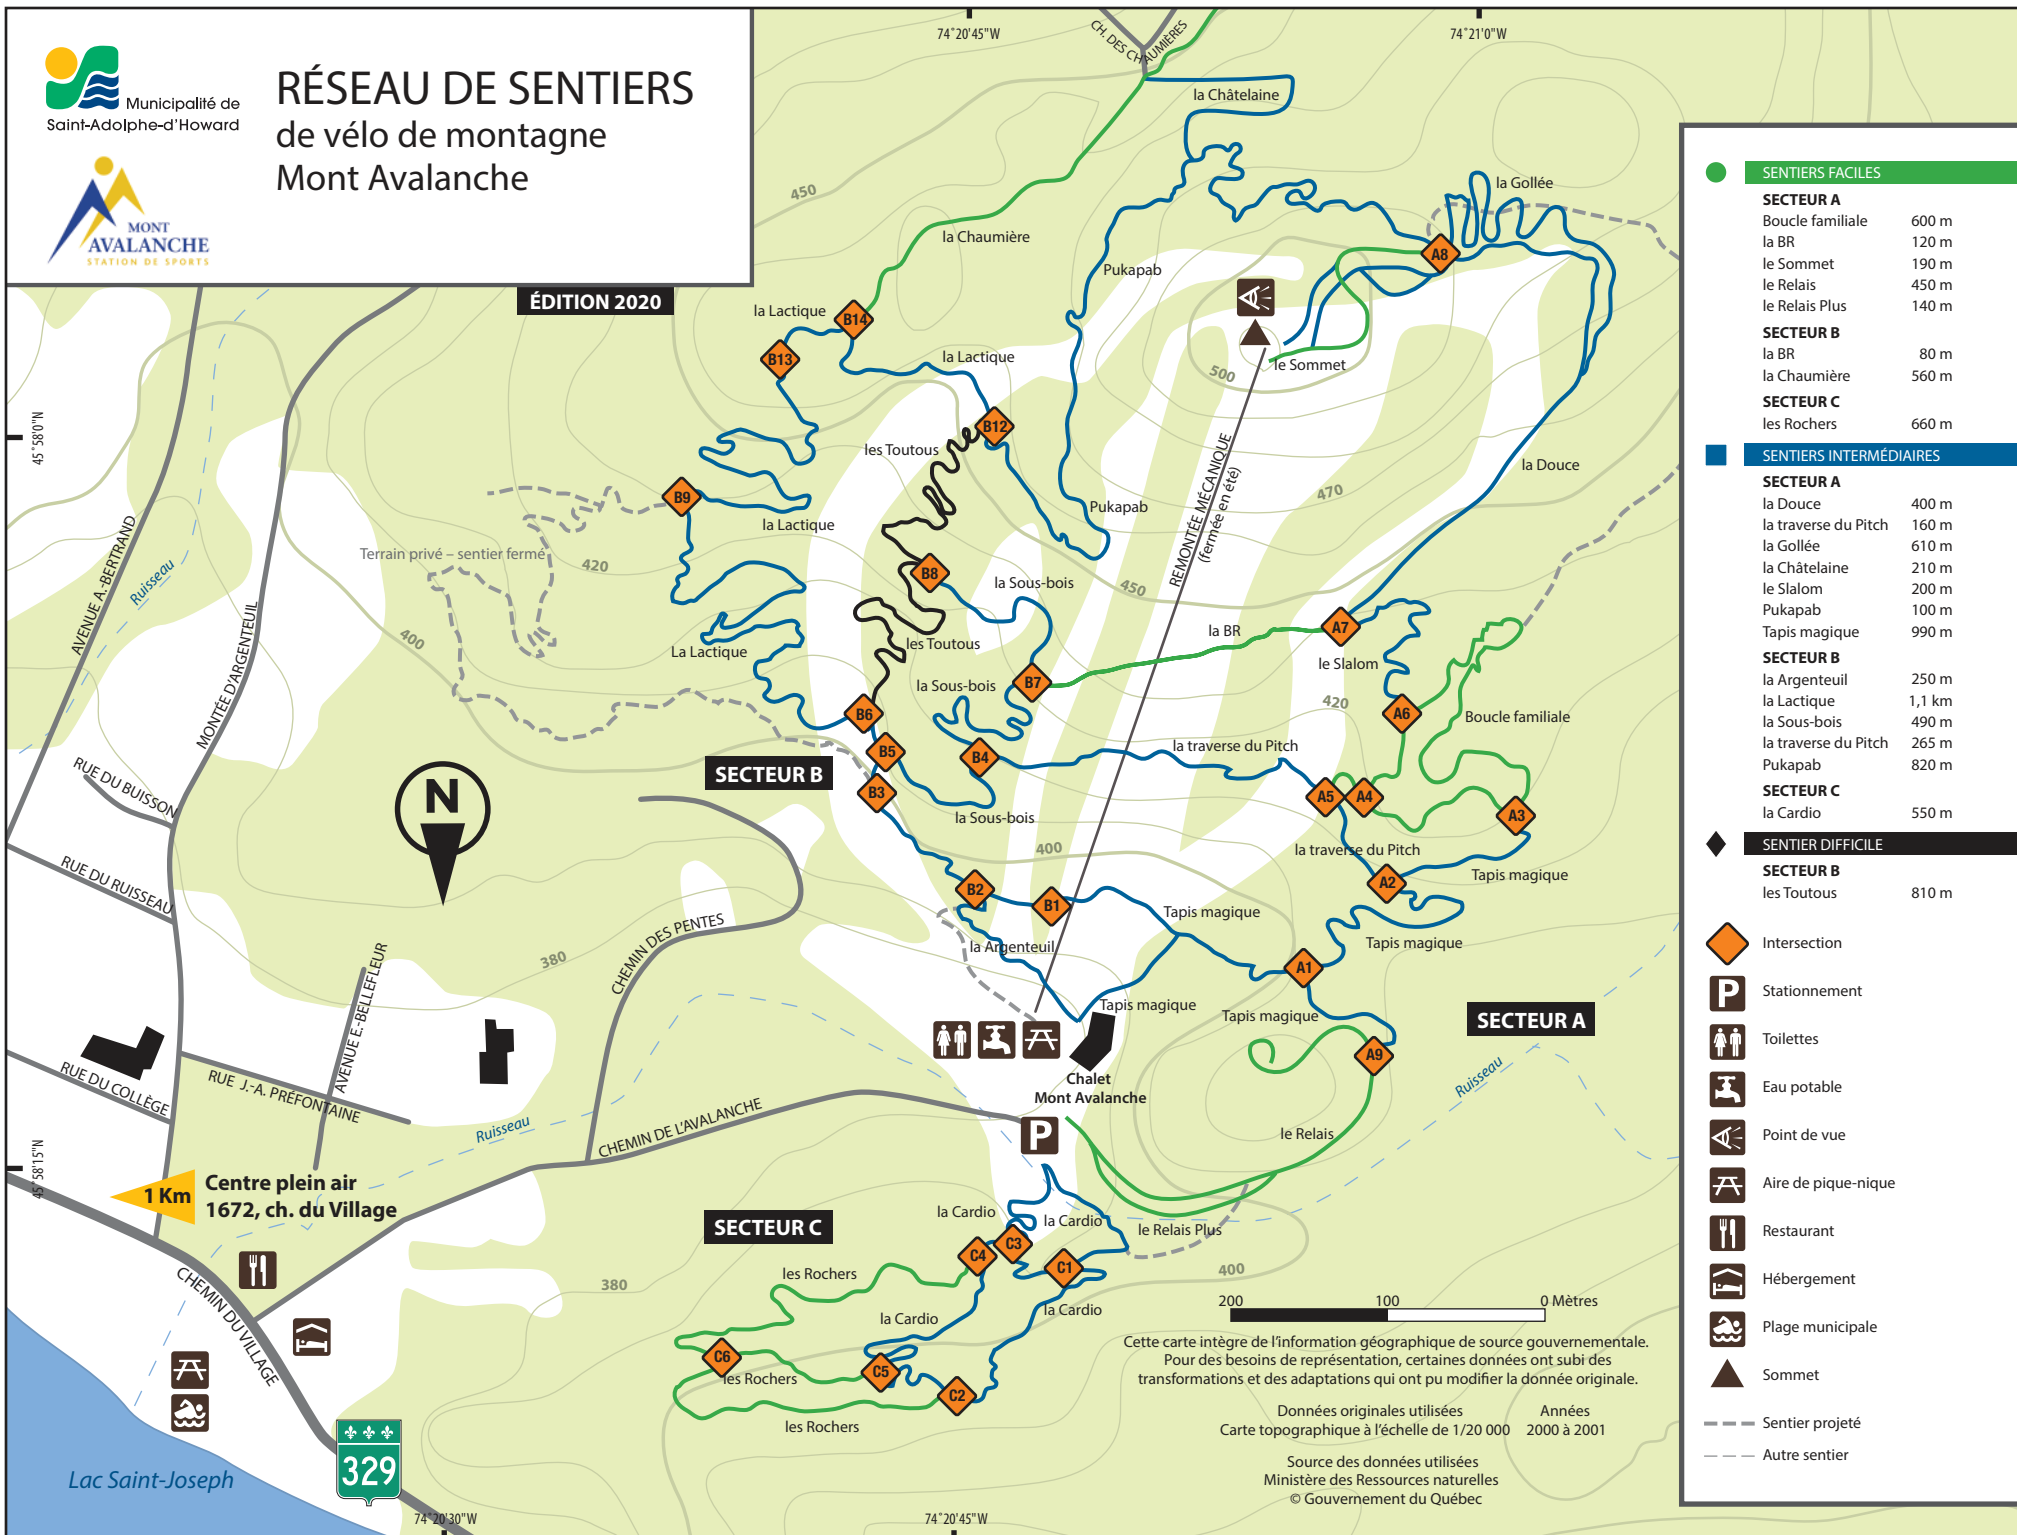 Municipalité de
Saint-Adolphe-d'Howard
MONT
AVALANCHE
STATION DE SPORTS
RÉSEAU DE SENTIERS
de vélo de montagne
Mont Avalanche
ÉDITION 2020
74°20'45"W
74°21'0"W
CH. DES CHAUMIÈRES
la Châtelaine
la Gollée
450
la Chaumière
Pukapab
A8
la Lactique
B14
B13
la Lactique
le Sommet
500
45°58'0"N
B12
les Toutous
REMONTÉE MÉCANIQUE
(fermée en été)
la Douce
470
B9
la Lactique
Pukapab
AVENUE A.-BERTRAND
Ruisseau
Terrain privé – sentier fermé
420
B8
la Sous-bois
450
MONTÉE D'ARGENTEUIL
400
A7
la BR
les Toutous
La Lactique
le Slalom
B7
la Sous-bois
420
B6
A6
Boucle familiale
B5
B4
la traverse du Pitch
SECTEUR B
RUE DU BUISSON
N
B3
A5
A4
A3
la Sous-bois
400
la traverse du Pitch
RUE DU RUISSEAU
B2
A2
Tapis magique
B1
Tapis magique
CHEMIN DES PENTES
la Argenteuil
Tapis magique
380
AVENUE E.-BELLEFLEUR
A1
Tapis magique
Tapis magique
SECTEUR A
A9
RUE DU COLLÈGE
RUE J.-A. PRÉFONTAINE
Chalet
Mont Avalanche
Ruisseau
Ruisseau
CHEMIN DE L'AVALANCHE
P
le Relais
45°58'15"N
1 Km
Centre plein air
1672, ch. du Village
SECTEUR C
la Cardio
la Cardio
le Relais Plus
C3
C4
C1
les Rochers
380
400
CHEMIN DU VILLAGE
la Cardio
la Cardio
C6
les Rochers
C5
C2
les Rochers
200
100
0 Mètres
Cette carte intègre de l'information géographique de source gouvernementale.
Pour des besoins de représentation, certaines données ont subi des
transformations et des adaptations qui ont pu modifier la donnée originale.
Données originales utilisées Années
Carte topographique à l'échelle de 1/20 000 2000 à 2001
Source des données utilisées
Ministère des Ressources naturelles
© Gouvernement du Québec
329
Lac Saint-Joseph
74°20'30"W
74°20'45"W
SENTIERS FACILES
SECTEUR A
Boucle familiale 600 m
la BR 120 m
le Sommet 190 m
le Relais 450 m
le Relais Plus 140 m
SECTEUR B
la BR 80 m
la Chaumière 560 m
SECTEUR C
les Rochers 660 m
SENTIERS INTERMÉDIAIRES
SECTEUR A
la Douce 400 m
la traverse du Pitch 160 m
la Gollée 610 m
la Châtelaine 210 m
le Slalom 200 m
Pukapab 100 m
Tapis magique 990 m
SECTEUR B
la Argenteuil 250 m
la Lactique 1,1 km
la Sous-bois 490 m
la traverse du Pitch 265 m
Pukapab 820 m
SECTEUR C
la Cardio 550 m
SENTIER DIFFICILE
SECTEUR B
les Toutous 810 m
Intersection
P Stationnement
Toilettes
Eau potable
Point de vue
Aire de pique-nique
Restaurant
Hébergement
Plage municipale
Sommet
Sentier projeté
Autre sentier